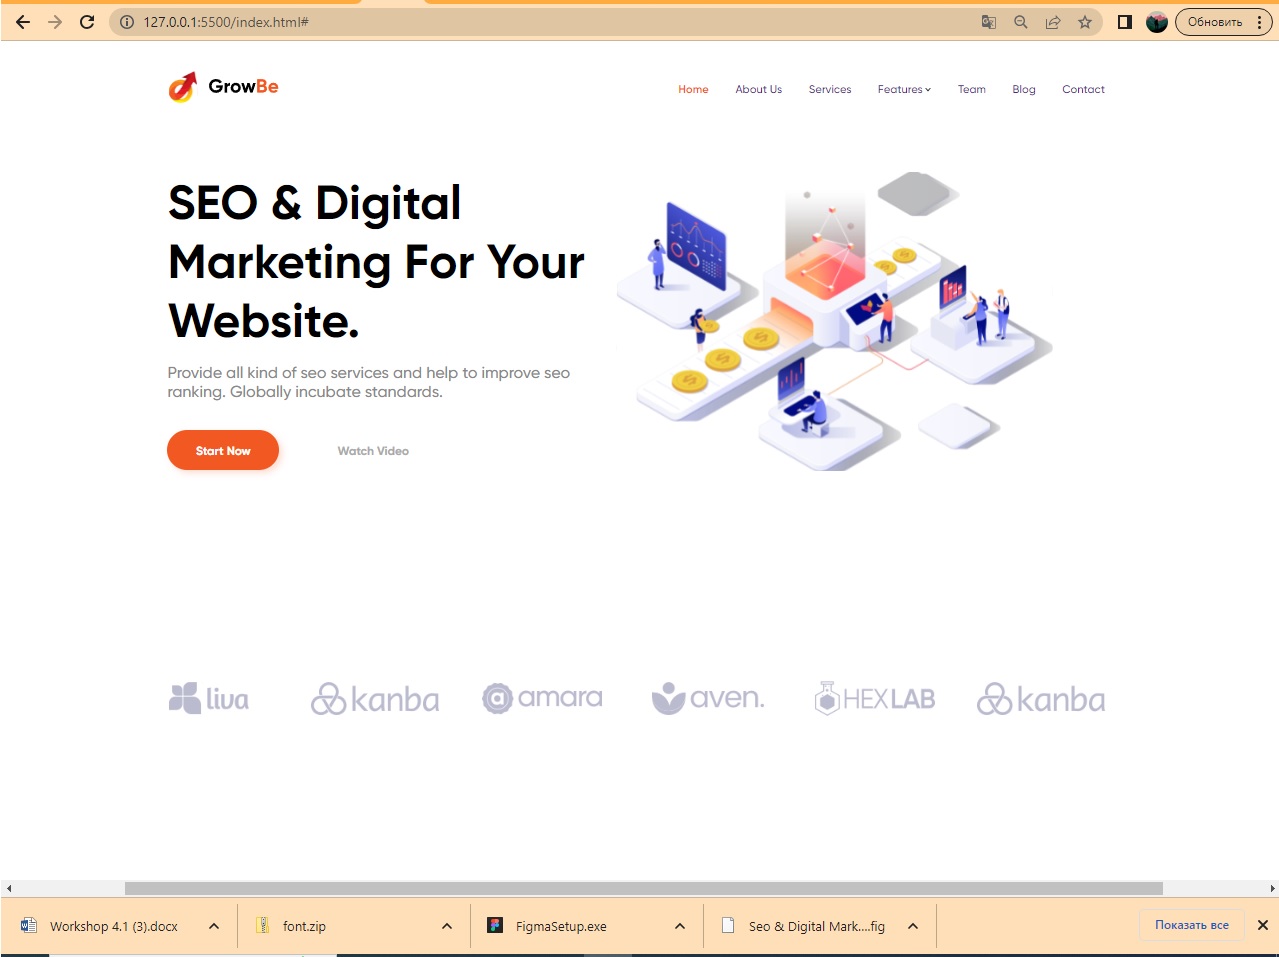 127.0.0.1:5500/index.html#
Обновить
GrowBe
Home About Us Services Features Team Blog Contact
SEO & Digital
Marketing For Your
Website.
Provide all kind of seo services and help to improve seo
ranking. Globally incubate standards.
Start Now Watch Video
liva kanba amara aven. HEXLAB kanba
Workshop 4.1 (3).docx font.zip FigmaSetup.exe Seo & Digital Mark....fig Показать все